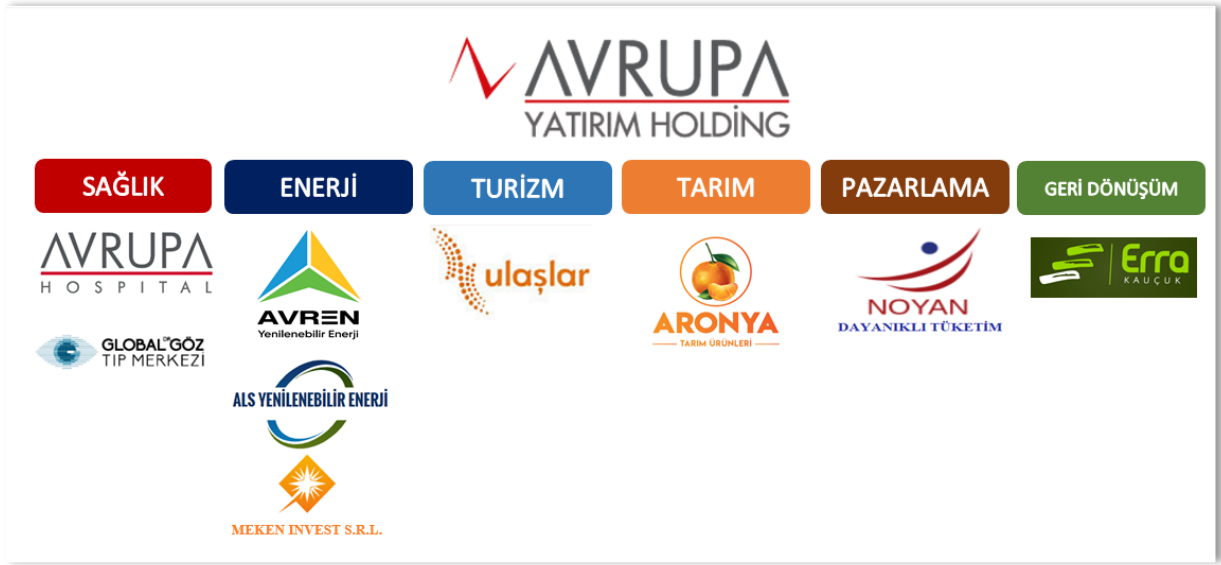 AVRUPA
YATIRIM HOLDİNG
SAĞLIK
ENERJİ
TURİZM
TARIM
PAZARLAMA
GERİ DÖNÜŞÜM
AVRUPA
HOSPITAL
GLOBAL DR GÖZ
TIP MERKEZİ
AVREN
Yenilenebilir Enerji
ALS YENİLENEBİLİR ENERJİ
MEKEN INVEST S.R.L.
ulaşlar
ARONYA
TARIM ÜRÜNLERİ
NOYAN
DAYANIKLI TÜKETİM
Erra
KAUÇUK